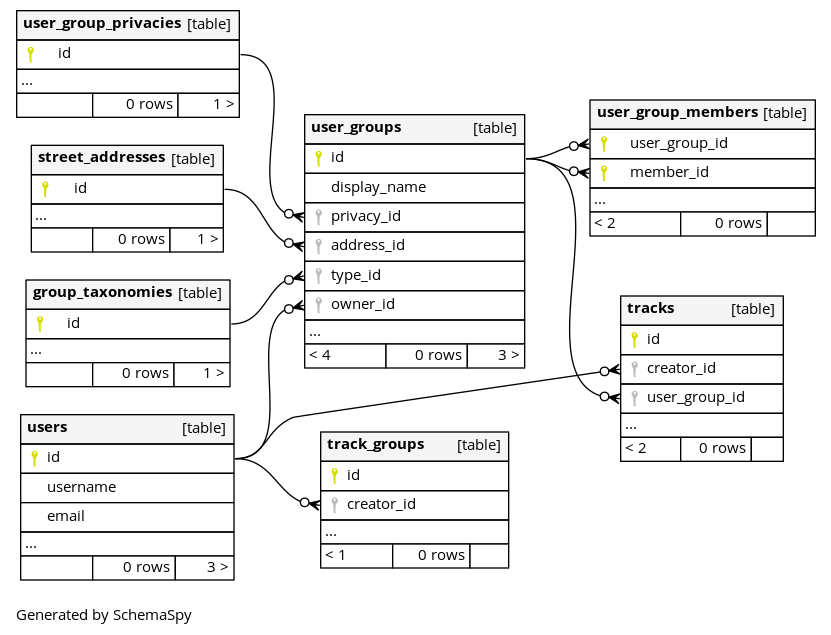 user_group_privacies [table]
id
...
0 rows 1 >
street_addresses [table]
id
...
0 rows 1 >
group_taxonomies [table]
id
...
0 rows 1 >
users [table]
id
username
email
...
0 rows 3 >
user_groups [table]
id
display_name
privacy_id
address_id
type_id
owner_id
...
< 4 0 rows 3 >
track_groups [table]
id
creator_id
...
< 1 0 rows
user_group_members [table]
user_group_id
member_id
...
< 2 0 rows
tracks [table]
id
creator_id
user_group_id
...
< 2 0 rows
Generated by SchemaSpy